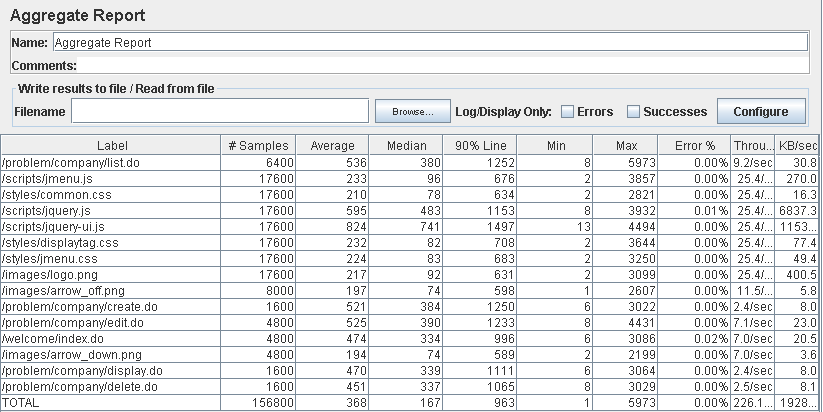 Aggregate Report
Name: Aggregate Report
Comments:
Write results to file / Read from file
Filename Browse... Log/Display Only: Errors Successes Configure
Label # Samples Average Median 90% Line Min Max Error % Throu... KB/sec
/problem/company/list.do 6400 536 380 1252 8 5973 0.00% 9.2/sec 30.8
/scripts/jmenu.js 17600 233 96 676 2 3857 0.00% 25.4/... 270.0
/styles/common.css 17600 210 78 634 2 2821 0.00% 25.4/... 16.3
/scripts/jquery.js 17600 595 483 1153 8 3932 0.01% 25.4/... 6837.3
/scripts/jquery-ui.js 17600 824 741 1497 13 4494 0.00% 25.4/... 1153...
/styles/displaytag.css 17600 232 82 708 2 3644 0.00% 25.4/... 77.4
/styles/jmenu.css 17600 224 83 683 2 3250 0.00% 25.4/... 49.4
/images/logo.png 17600 217 92 631 2 3099 0.00% 25.4/... 400.5
/images/arrow_off.png 8000 197 74 598 1 2607 0.00% 11.5/... 5.8
/problem/company/create.do 1600 521 384 1250 6 3022 0.00% 2.4/sec 8.0
/problem/company/edit.do 4800 525 390 1233 8 4431 0.00% 7.1/sec 23.0
/welcome/index.do 4800 474 334 996 6 3086 0.02% 7.0/sec 20.5
/images/arrow_down.png 4800 194 74 589 2 2199 0.00% 7.0/sec 3.6
/problem/company/display.do 1600 470 339 1111 6 3064 0.00% 2.4/sec 8.0
/problem/company/delete.do 1600 451 337 1065 8 3029 0.00% 2.5/sec 8.1
TOTAL 156800 368 167 963 1 5973 0.00% 226.1... 1928...